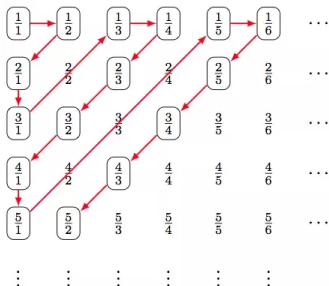 1/1 1/2 1/3 1/4 1/5 1/6 ⋯
2/1 2/2 2/3 2/4 2/5 2/6 ⋯
3/1 3/2 3/3 3/4 3/5 3/6 ⋯
4/1 4/2 4/3 4/4 4/5 4/6 ⋯
5/1 5/2 5/3 5/4 5/5 5/6 ⋯
⋮ ⋮ ⋮ ⋮ ⋮ ⋮